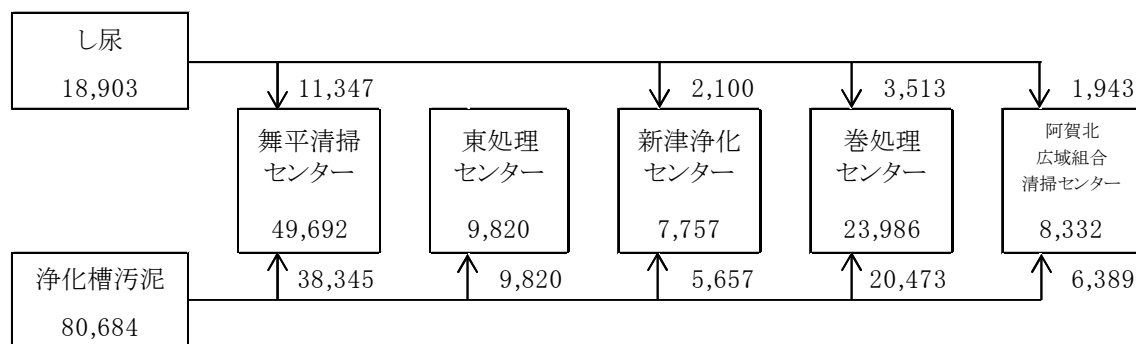 し尿
18,903
11,347
2,100
3,513
1,943
舞平清掃
センター
49,692
東処理
センター
9,820
新津浄化
センター
7,757
巻処理
センター
23,986
阿賀北
広域組合
清掃センター
8,332
浄化槽汚泥
80,684
38,345
9,820
5,657
20,473
6,389